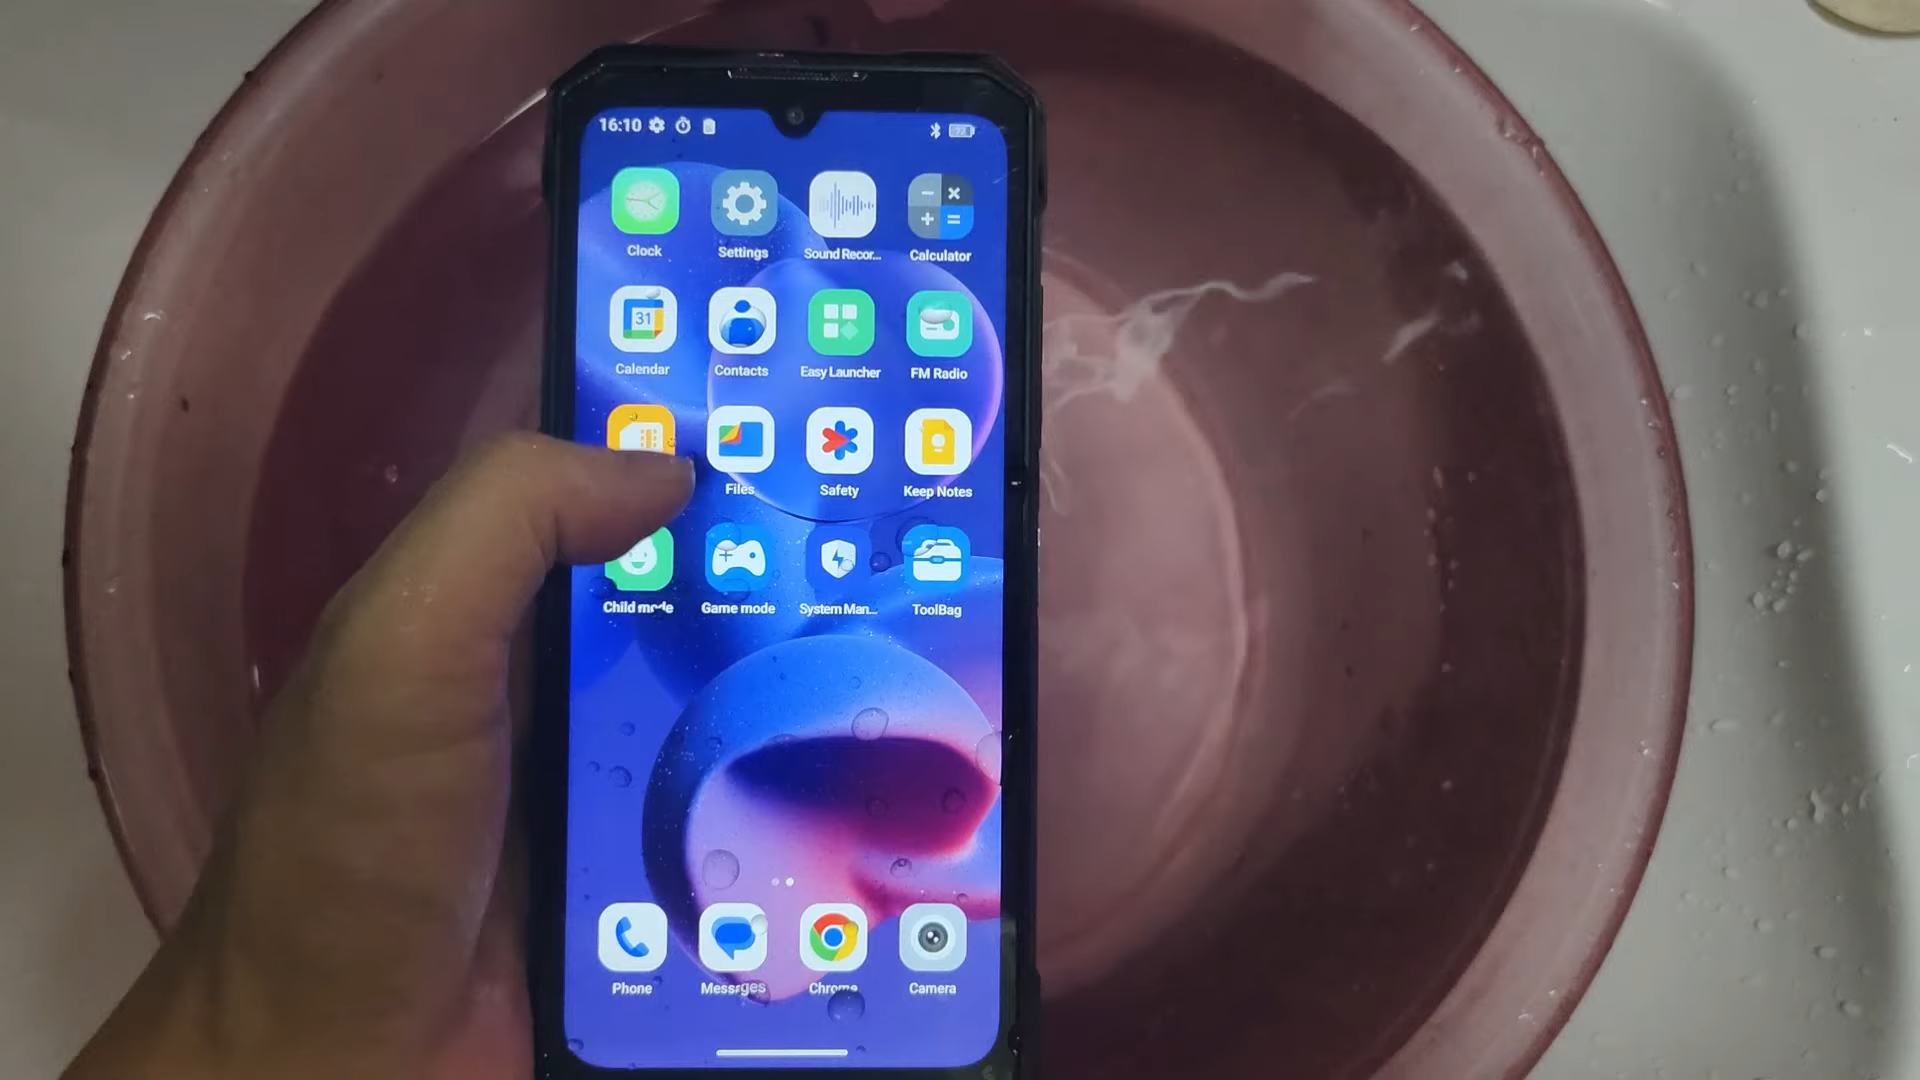 16:10
Clock Settings Sound Recor... Calculator
31
Calendar Contacts Easy Launcher FM Radio
Files Safety Keep Notes
Child mode Game mode System Man... ToolBag
Phone Messages Chrome Camera